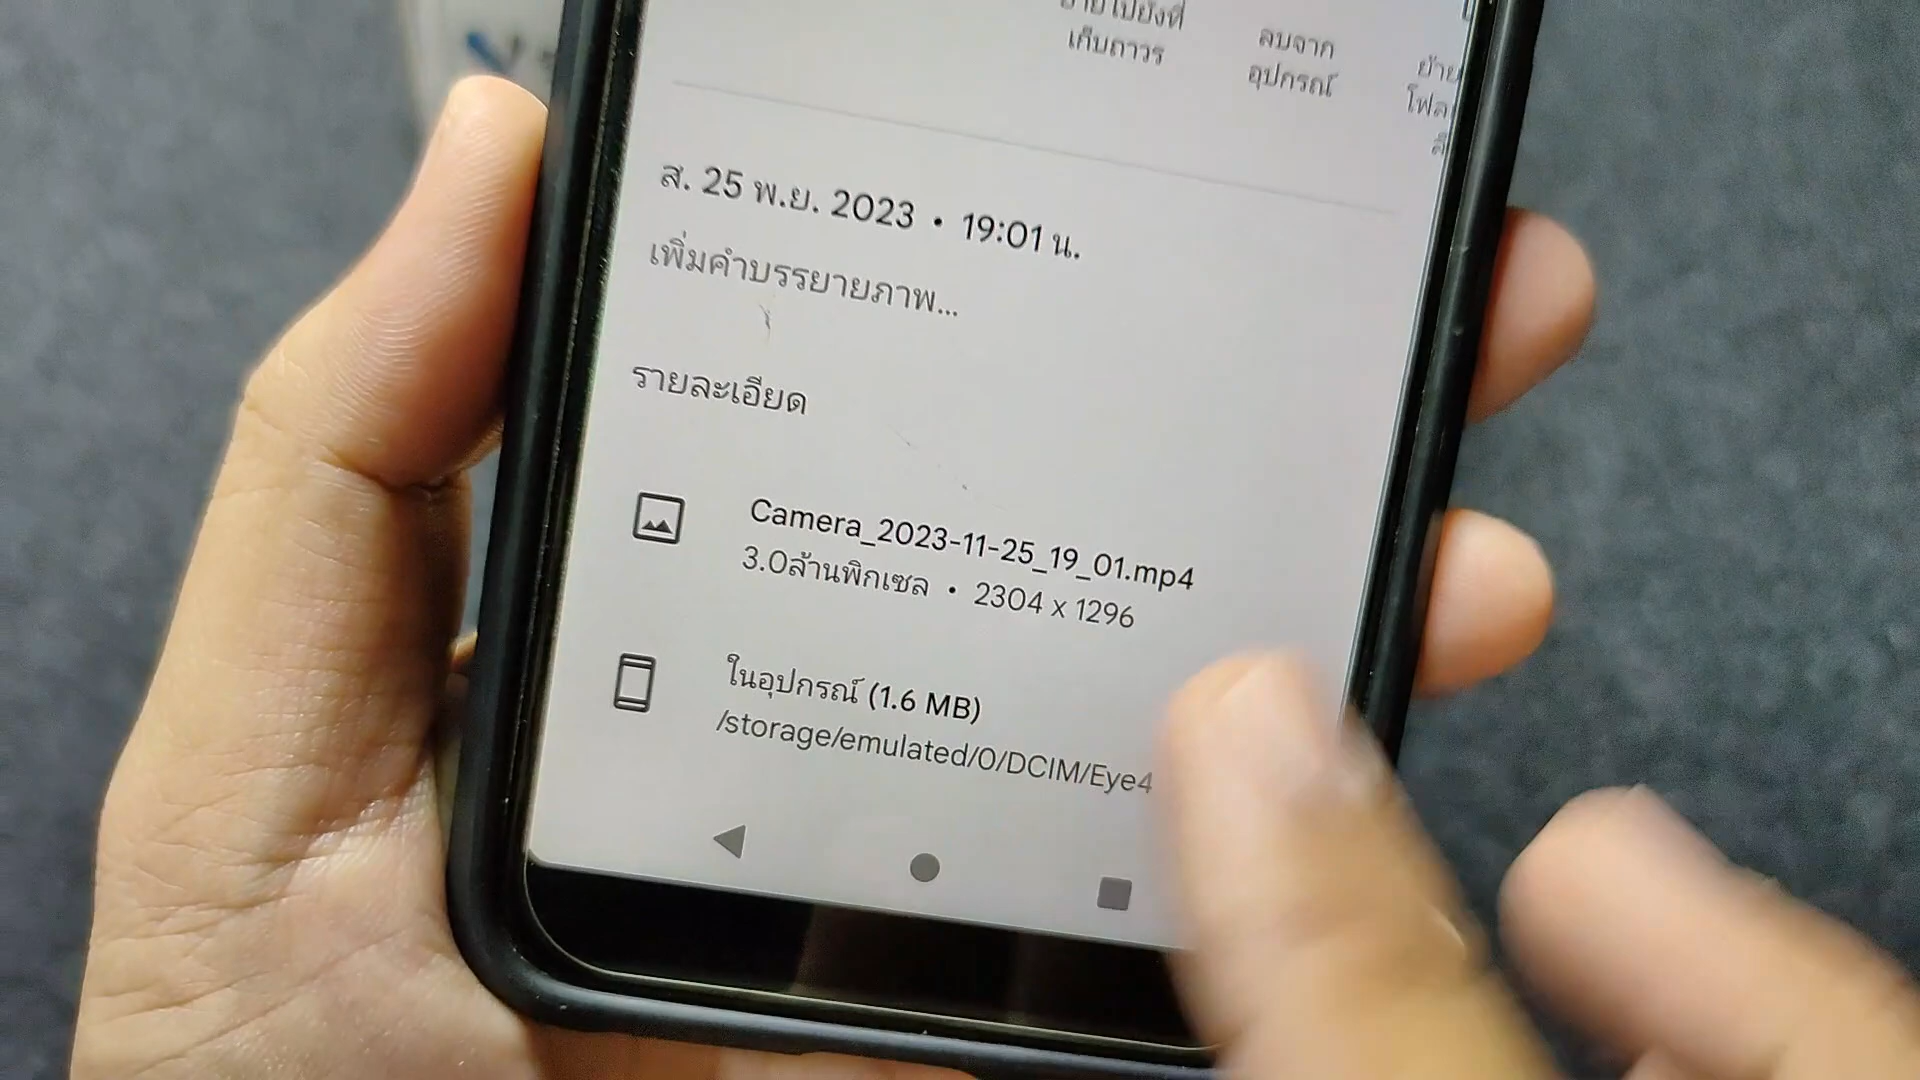 เก็บถาวร
ลบจาก
อุปกรณ์
ย้าย
ส. 25 พ.ย. 2023 • 19:01 น.
เพิ่มคำบรรยายภาพ...
รายละเอียด
Camera_2023-11-25_19_01.mp4
3.0ล้านพิกเซล • 2304 x 1296
ในอุปกรณ์ (1.6 MB)
/storage/emulated/0/DCIM/Eye4